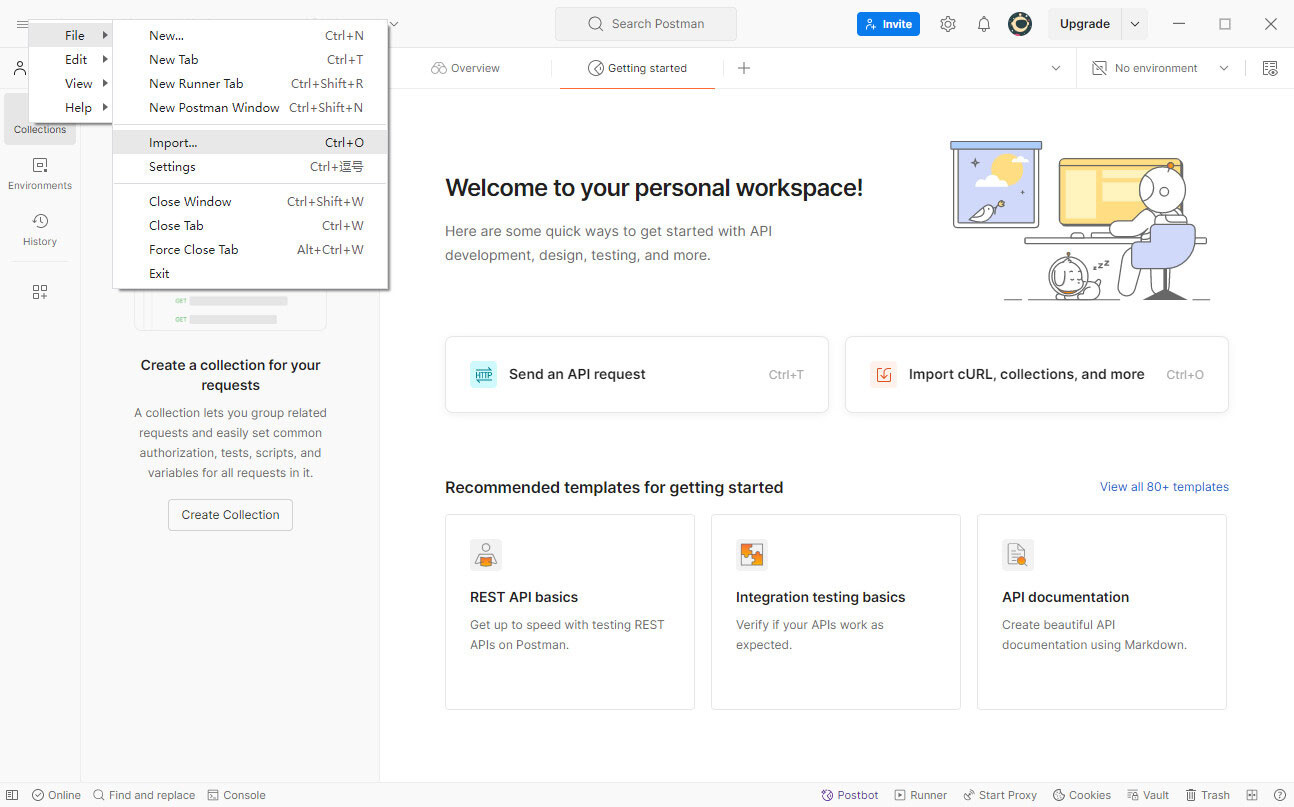 File
Edit
View
Help
New... Ctrl+N
New Tab Ctrl+T
New Runner Tab Ctrl+Shift+R
New Postman Window Ctrl+Shift+N
Import... Ctrl+O
Settings Ctrl+逗号
Close Window Ctrl+Shift+W
Close Tab Ctrl+W
Force Close Tab Alt+Ctrl+W
Exit
Search Postman
Invite
Upgrade
Overview
Getting started
No environment
Collections
Environments
History
GET
GET
Create a collection for your
requests
A collection lets you group related
requests and easily set common
authorization, tests, scripts, and
variables for all requests in it.
Create Collection
Welcome to your personal workspace!
Here are some quick ways to get started with API
development, design, testing, and more.
zzz
HTTP
Send an API request Ctrl+T
Import cURL, collections, and more Ctrl+O
Recommended templates for getting started
View all 80+ templates
REST API basics
Get up to speed with testing REST
APIs on Postman.
Integration testing basics
Verify if your APIs work as
expected.
API documentation
Create beautiful API
documentation using Markdown.
Online
Find and replace
Console
Postbot
Runner
Start Proxy
Cookies
Vault
Trash